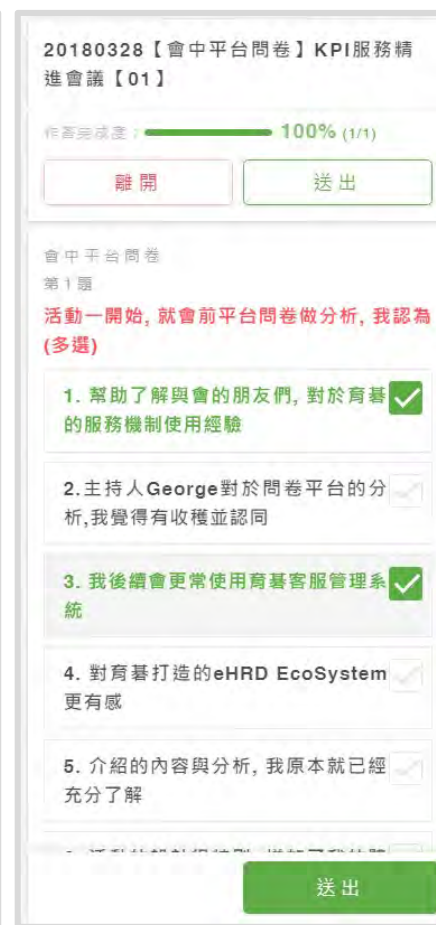 20180328【會中平台問卷】KPI服務精
進會議【01】
作答完成度：100% (1/1)
離開
送出
會中平台問卷
第1題
活動一開始, 就會前平台問卷做分析, 我認為
(多選)
1. 幫助了解與會的朋友們, 對於育碁
的服務機制使用經驗
2.主持人George對於問卷平台的分
析,我覺得有收穫並認同
3. 我後續會更常使用育碁客服管理系
統
4. 對育碁打造的eHRD EcoSystem
更有感
5. 介紹的內容與分析, 我原本就已經
充分了解
送出